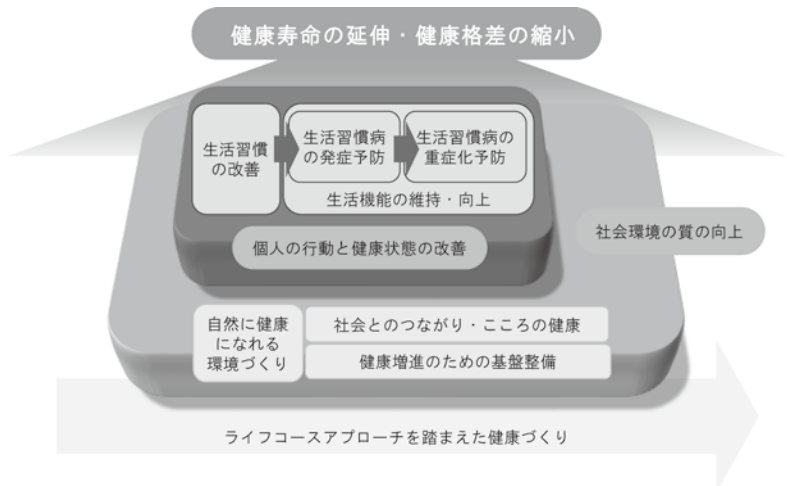 健康寿命の延伸・健康格差の縮小
生活習慣
の改善
生活習慣病
の発症予防
生活習慣病の
重症化予防
生活機能の維持・向上
個人の行動と健康状態の改善
社会環境の質の向上
自然に健康
になれる
環境づくり
社会とのつながり・こころの健康
健康増進のための基盤整備
ライフコースアプローチを踏まえた健康づくり